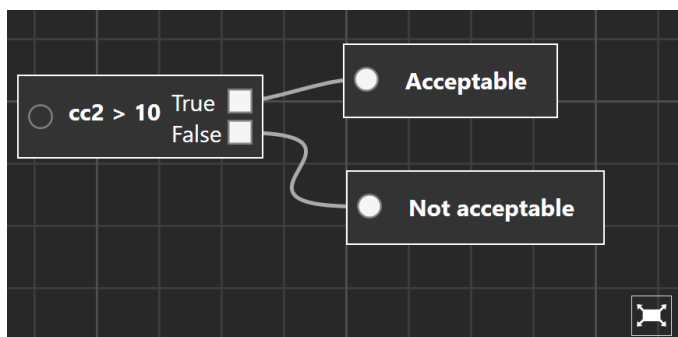 cc2 > 10
True
False
Acceptable
Not acceptable